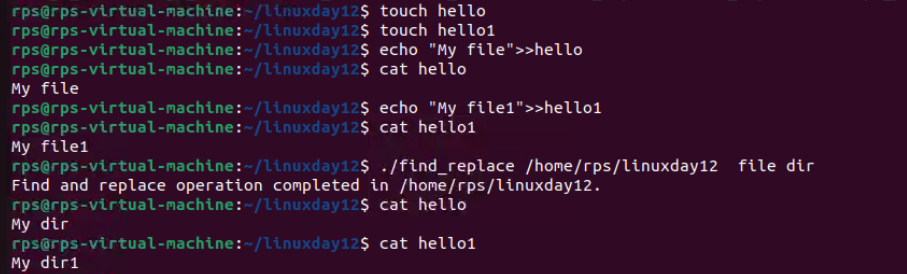 rps@rps-virtual-machine:~/linuxday12$ touch hello
rps@rps-virtual-machine:~/linuxday12$ touch hello1
rps@rps-virtual-machine:~/linuxday12$ echo "My file">>hello
rps@rps-virtual-machine:~/linuxday12$ cat hello
My file
rps@rps-virtual-machine:~/linuxday12$ echo "My file1">>hello1
rps@rps-virtual-machine:~/linuxday12$ cat hello1
My file1
rps@rps-virtual-machine:~/linuxday12$ ./find_replace /home/rps/linuxday12  file dir
Find and replace operation completed in /home/rps/linuxday12.
rps@rps-virtual-machine:~/linuxday12$ cat hello
My dir
rps@rps-virtual-machine:~/linuxday12$ cat hello1
My dir1